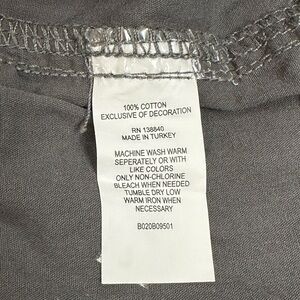 100% COTTON
EXCLUSIVE OF DECORATION
RN 138840
MADE IN TURKEY
MACHINE WASH WARM
SEPERATELY OR WITH
LIKE COLORS
ONLY NON-CHLORINE
BLEACH WHEN NEEDED
TUMBLE DRY LOW
WARM IRON WHEN
NECESSARY
B020B09501